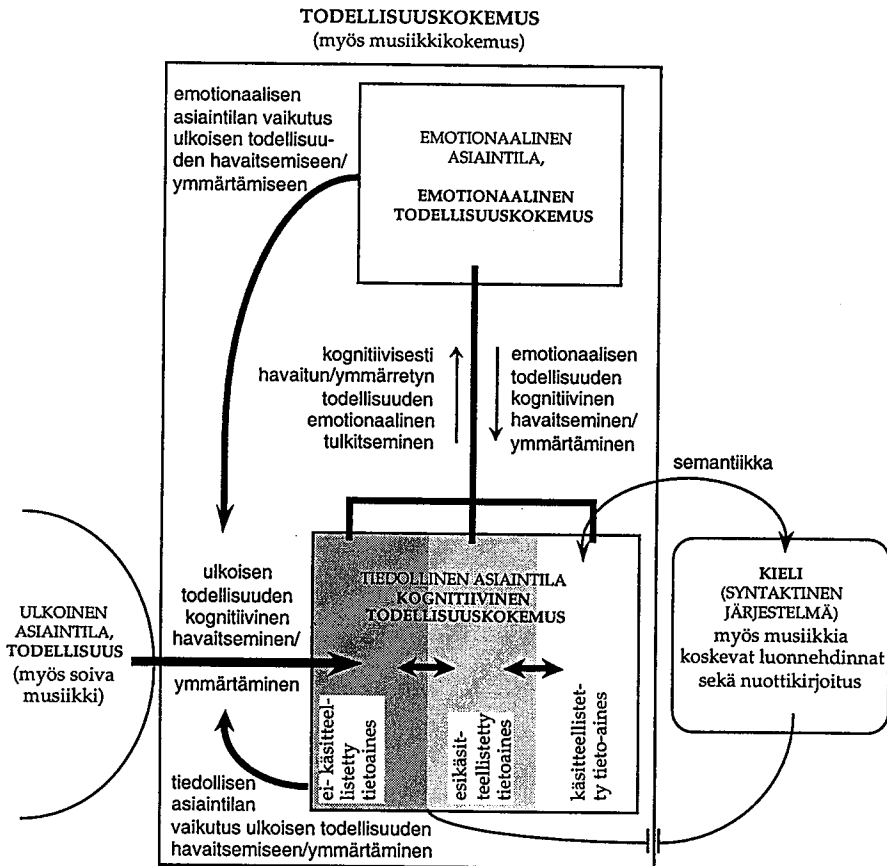 TODELLISUUSKOKEMUS
(myös musiikkikokemus)
emotionaalisen
asiaintilan vaikutus
ulkoisen todellisuu-
den havaitsemiseen/
ymmärtämiseen
EMOTIONAALINEN
ASIAINTILA,
EMOTIONAALINEN
TODELLISUUSKOKEMUS
kognitiivisesti
havaitun/ymmärretyn
todellisuuden
emotionaalinen
tulkitseminen
emotionaalisen
todellisuuden
kognitiivinen
havaitseminen/
ymmärtäminen
semantiikka
ULKOINEN
ASIAINTILA,
TODELLISUUS
(myös soiva
musiikki)
ulkoisen
todellisuuden
kognitiivinen
havaitseminen/
ymmärtäminen
TIEDOLLINEN ASIAINTILA
KOGNITIIVINEN
TODELLISUUSKOKEMUS
ei- käsitteel-
listetty
tietoaines
esikäsit-
teellistetty
tietoaines
käsitteellistet-
ty tieto-aines
KIELI
(SYNTAKTINEN
JÄRJESTELMÄ)
myös musiikkia
koskevat luonnehdinnat
sekä nuottikirjoitus
tiedollisen
asiaintilan
vaikutus ulkoisen todellisuuden
havaitsemiseen/ymmärtäminen